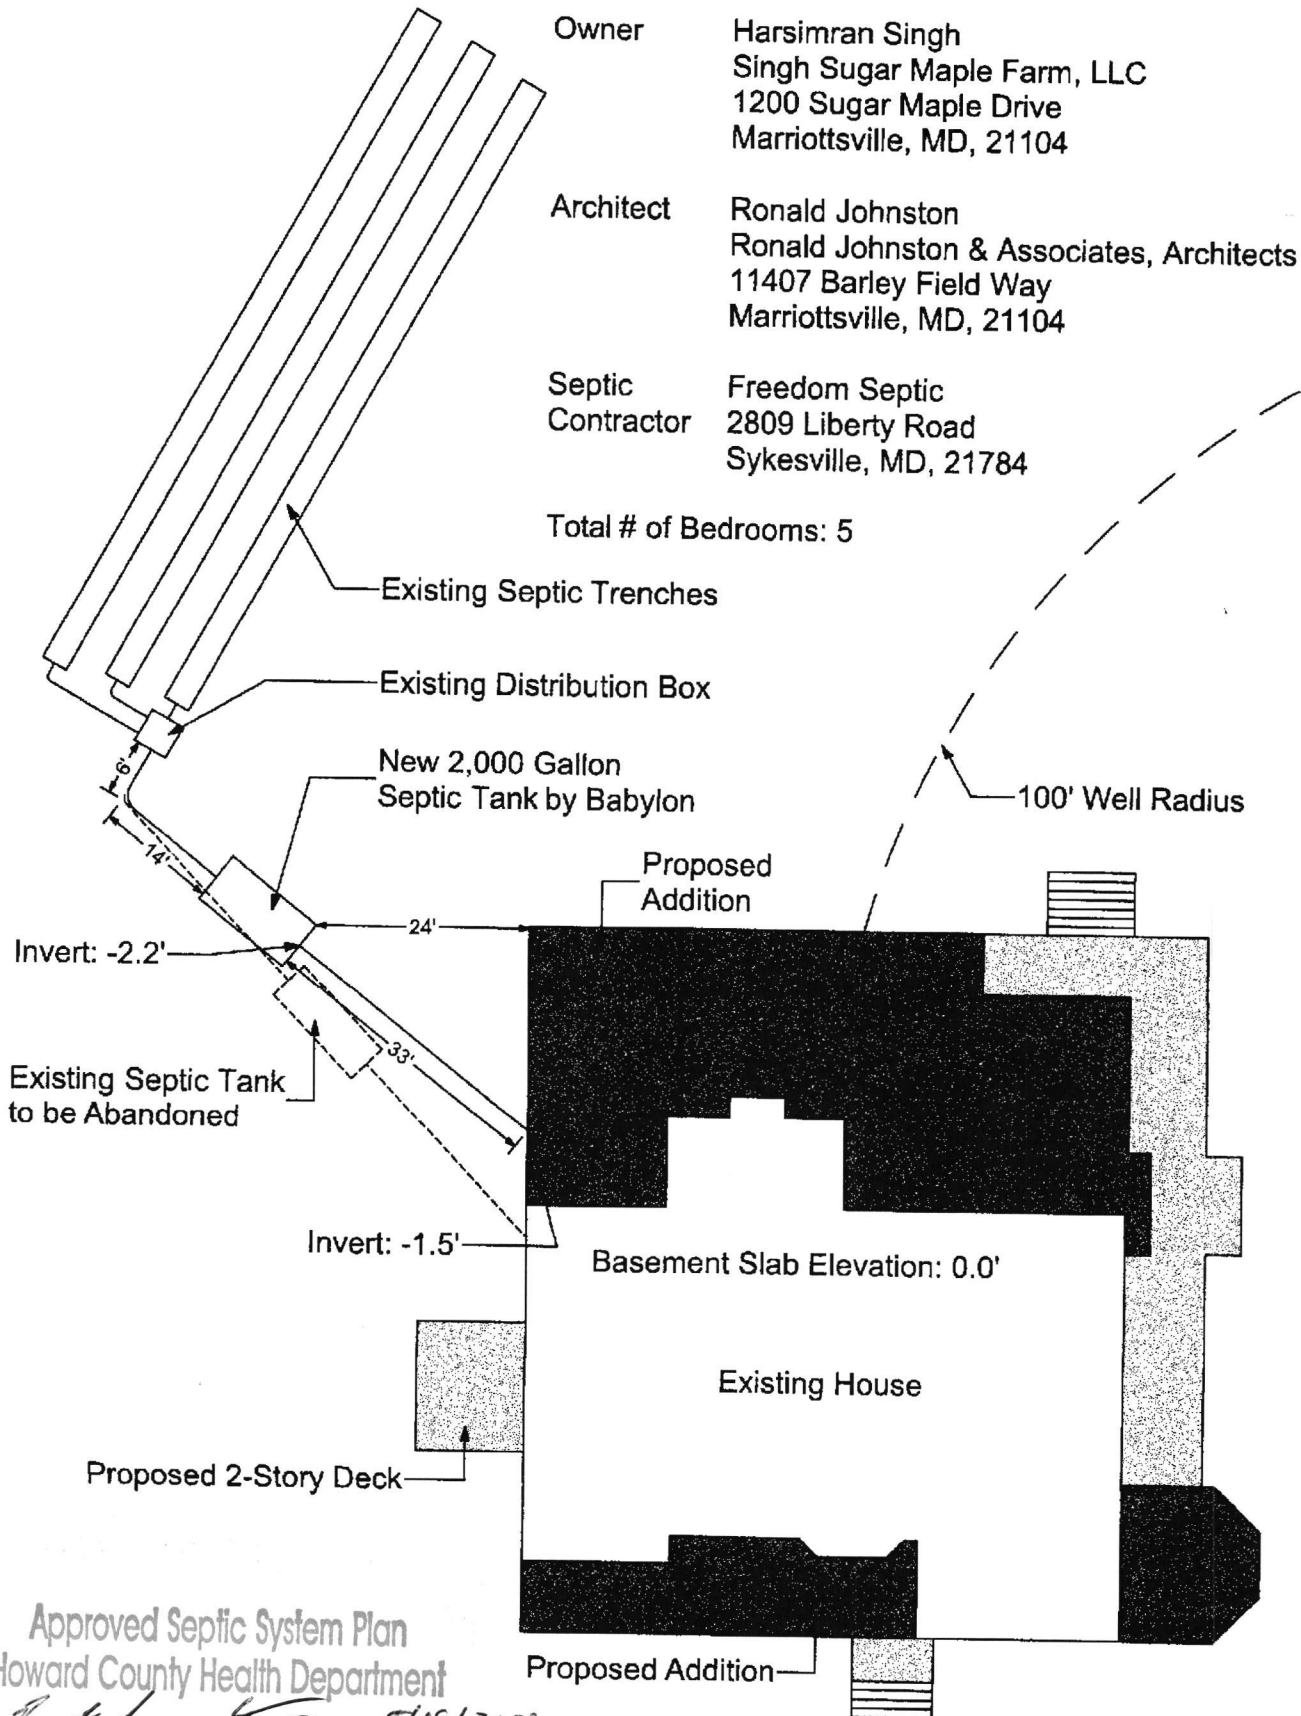 Owner Harsimran Singh
Singh Sugar Maple Farm, LLC
1200 Sugar Maple Drive
Marriottsville, MD, 21104
Architect Ronald Johnston
Ronald Johnston & Associates, Architects
11407 Barley Field Way
Marriottsville, MD, 21104
Septic Freedom Septic
Contractor 2809 Liberty Road
Sykesville, MD, 21784
Total # of Bedrooms: 5
Existing Septic Trenches
Existing Distribution Box
6'
New 2,000 Gallon
Septic Tank by Babylon
100' Well Radius
14'
Proposed
Addition
24'
Invert: -2.2'
33'
Existing Septic Tank
to be Abandoned
Invert: -1.5'
Basement Slab Elevation: 0.0'
Existing House
Proposed 2-Story Deck
Approved Septic System Plan
Howard County Health Department
Proposed Addition